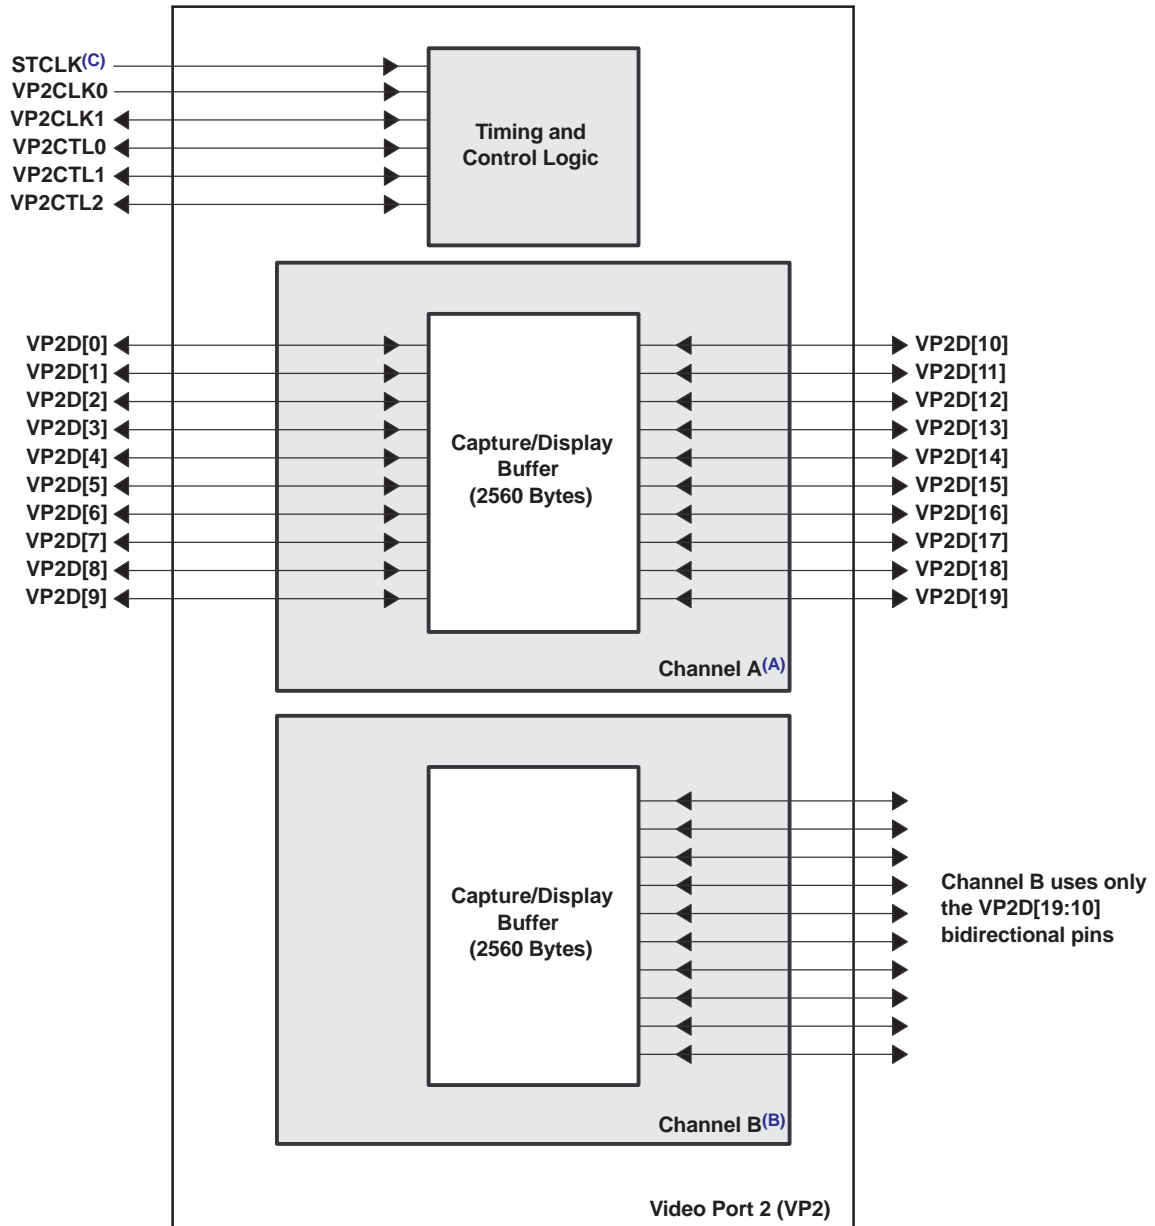 STCLK(C)
VP2CLK0
VP2CLK1
VP2CTL0
VP2CTL1
VP2CTL2
Timing and
Control Logic
VP2D[0]
VP2D[1]
VP2D[2]
VP2D[3]
VP2D[4]
VP2D[5]
VP2D[6]
VP2D[7]
VP2D[8]
VP2D[9]
Capture/Display
Buffer
(2560 Bytes)
VP2D[10]
VP2D[11]
VP2D[12]
VP2D[13]
VP2D[14]
VP2D[15]
VP2D[16]
VP2D[17]
VP2D[18]
VP2D[19]
Channel A(A)
Capture/Display
Buffer
(2560 Bytes)
Channel B uses only
the VP2D[19:10]
bidirectional pins
Channel B(B)
Video Port 2 (VP2)